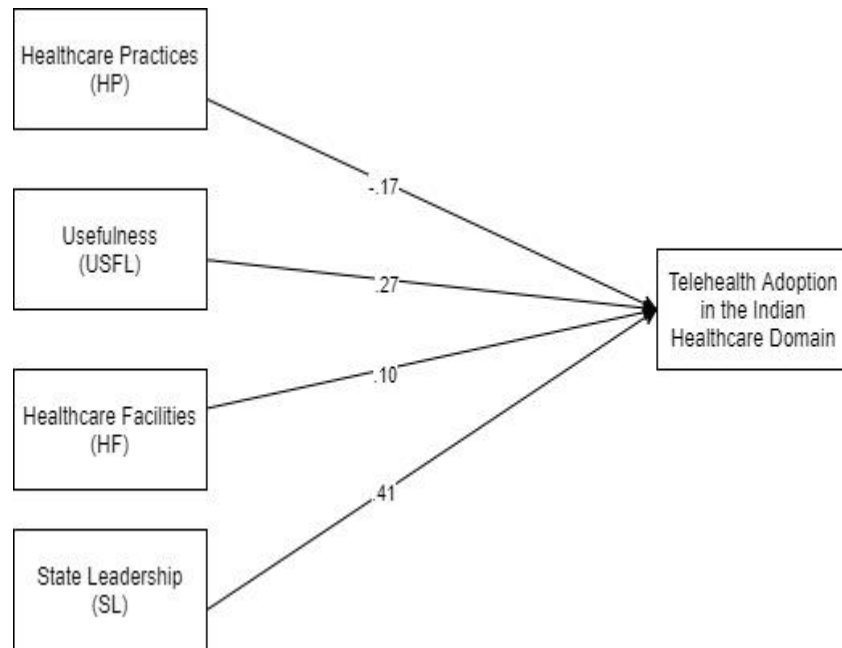 Healthcare Practices
(HP)
-.17
Usefulness
(USFL)
.27
Telehealth Adoption
in the Indian
Healthcare Domain
.10
Healthcare Facilities
(HF)
.41
State Leadership
(SL)